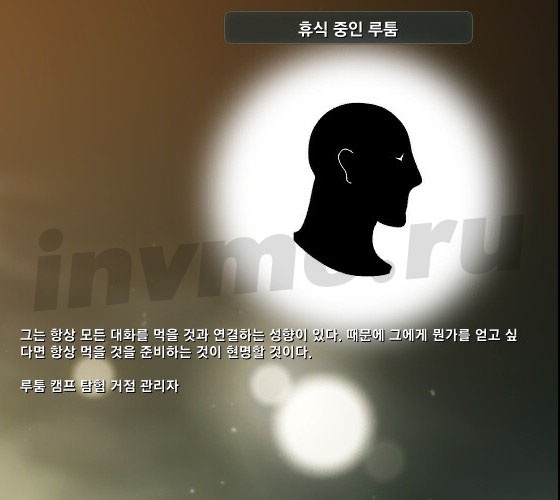 휴식 중인 루툼
invmo.ru
그는 항상 모든 대화를 먹을 것과 연결하는 성향이 있다. 때문에 그에게 뭔가를 얻고 싶
다면 항상 먹을 것을 준비하는 것이 현명할 것이다.
루툼 캠프 탐협 거점 관리자